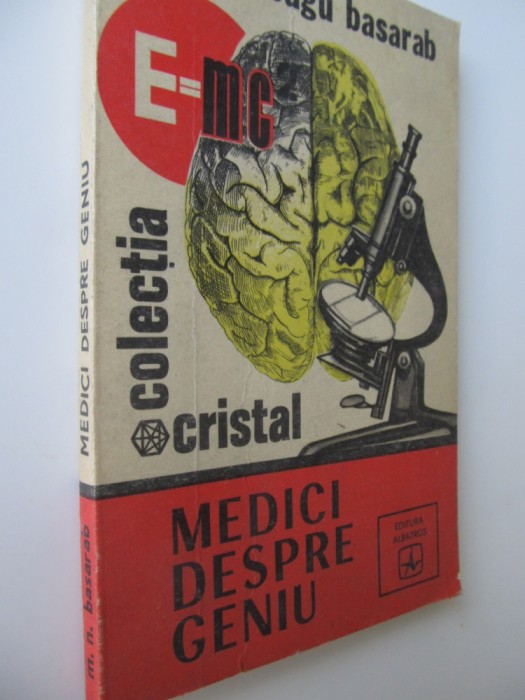 basarab
E=mc
colecția
cristal
MEDICI
DESPRE
GENIU
EDITURA
ALBATROS
MEDICI DESPRE GENIU
m. n. basarab